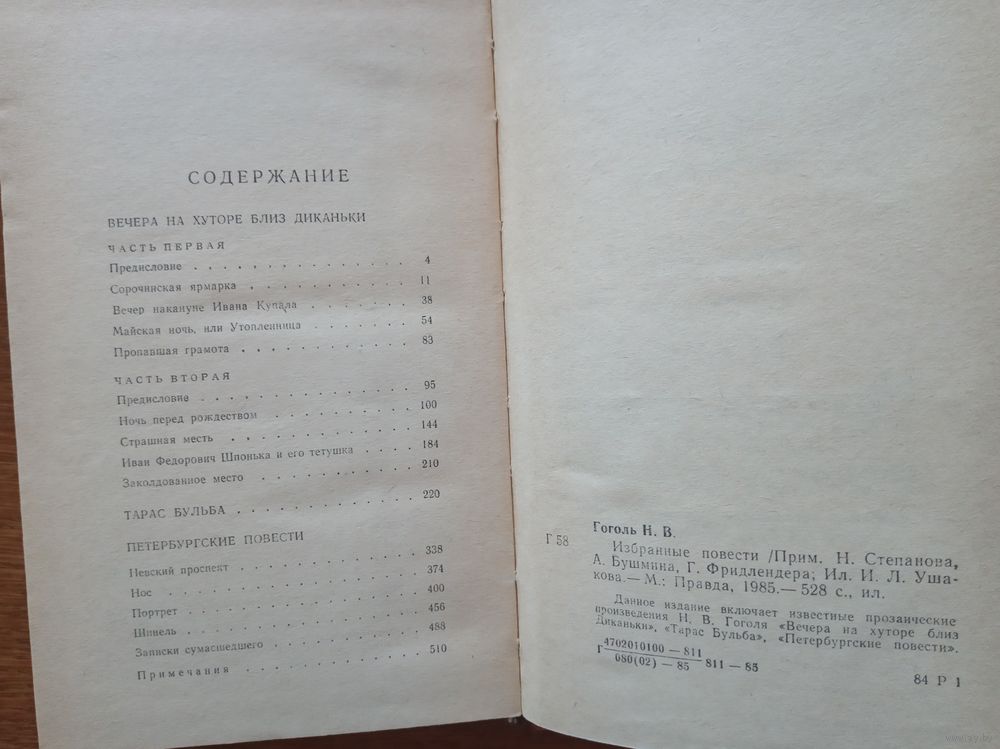 СОДЕРЖАНИЕ
ВЕЧЕРА НА ХУТОРЕ БЛИЗ ДИКАНЬКИ
ЧАСТЬ ПЕРВАЯ
Предисловие . . . . . . . . . . . . . . . 4
Сорочинская ярмарка . . . . . . . . . . . 11
Вечер накануне Ивана Купала . . . . . . . 38
Майская ночь, или Утопленница . . . . . . . 54
Пропавшая грамота . . . . . . . . . . . . 83
ЧАСТЬ ВТОРАЯ
Предисловие . . . . . . . . . . . . . . 95
Ночь перед рождеством . . . . . . . . . . 100
Страшная месть . . . . . . . . . . . . 144
Иван Федорович Шпонька и его тетушка . . . . 184
Заколдованное место . . . . . . . . . . 210
ТАРАС БУЛЬБА . . . . . . . . . . . . 220
ПЕТЕРБУРГСКИЕ ПОВЕСТИ
Невский проспект . . . . . . . . . . . . 338
Нос . . . . . . . . . . . . . . . . 374
Портрет . . . . . . . . . . . . . . 400
Шинель . . . . . . . . . . . . . . 456
Записки сумасшедшего . . . . . . . . . . 488
Примечания . . . . . . . . . . . . 510
Гоголь Н. В.
Г 58 Избранные повести /Прим. Н. Степанова,
А. Бушмина, Г. Фридлендера; Ил. И. Л. Уша-
кова.— М.: Правда, 1985.— 528 с., ил.
Данное издание включает известные прозаические
произведения Н. В. Гоголя «Вечера на хуторе близ
Диканьки», «Тарас Бульба», «Петербургские повести».
Г 4702010100 — 811
080(02) — 85 811 — 85
84 Р 1